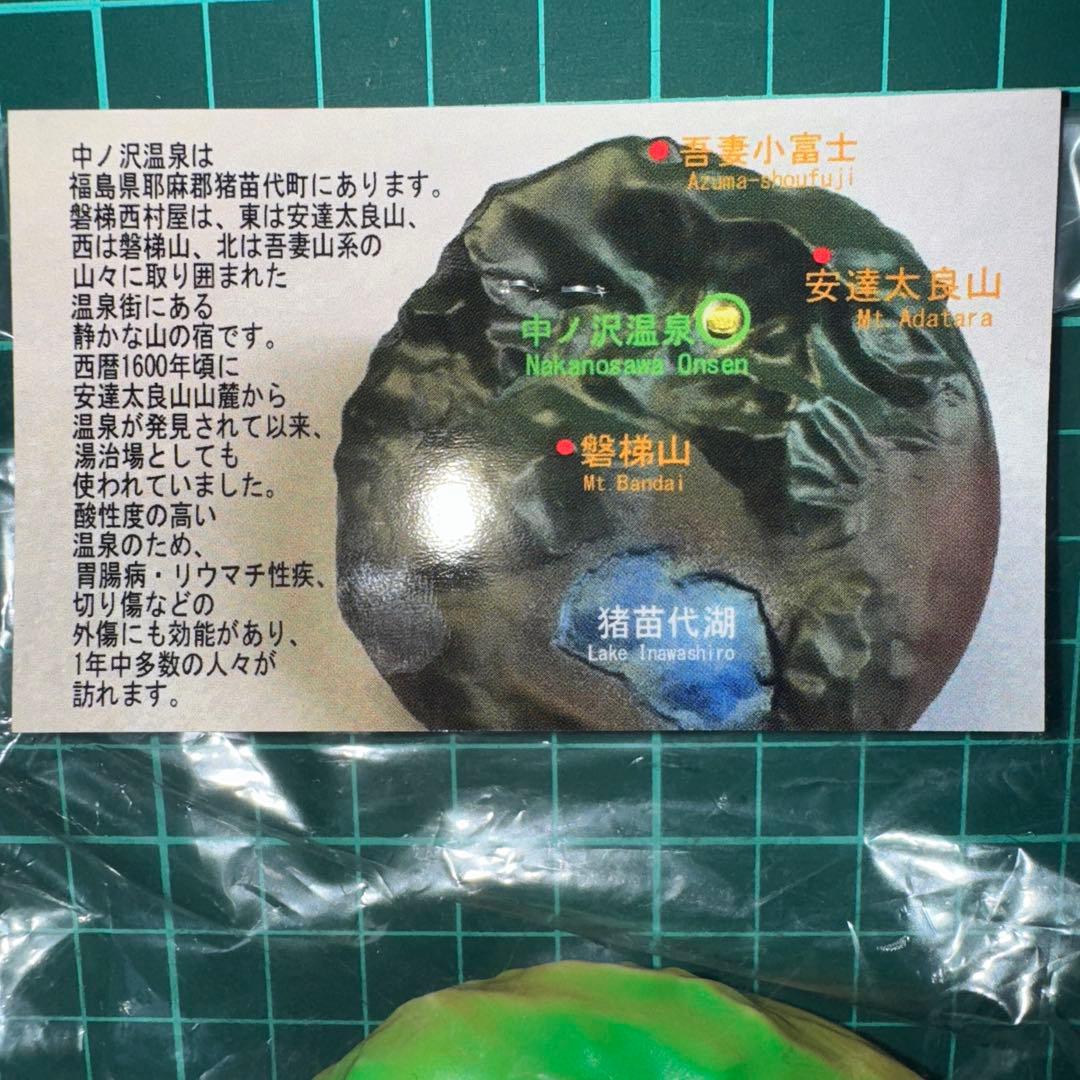 中ノ沢温泉は
福島県耶麻郡猪苗代町にあります。
磐梯西村屋は、東は安達太良山、
西は磐梯山、北は吾妻山系の
山々に取り囲まれた
温泉街にある
静かな山の宿です。
西暦1600年頃に
安達太良山山麓から
温泉が発見されて以来、
湯治場としても
使われていました。
酸性度の高い
温泉のため、
胃腸病・リウマチ性疾、
切り傷などの
外傷にも効能があり、
1年中多数の人々が
訪れます。
吾妻小富士
Azuma-shoufuji
安達太良山
Mt Adatara
中ノ沢温泉
Nakanosawa Onsen
磐梯山
Mt Bandai
猪苗代湖
Lake Inawashiro